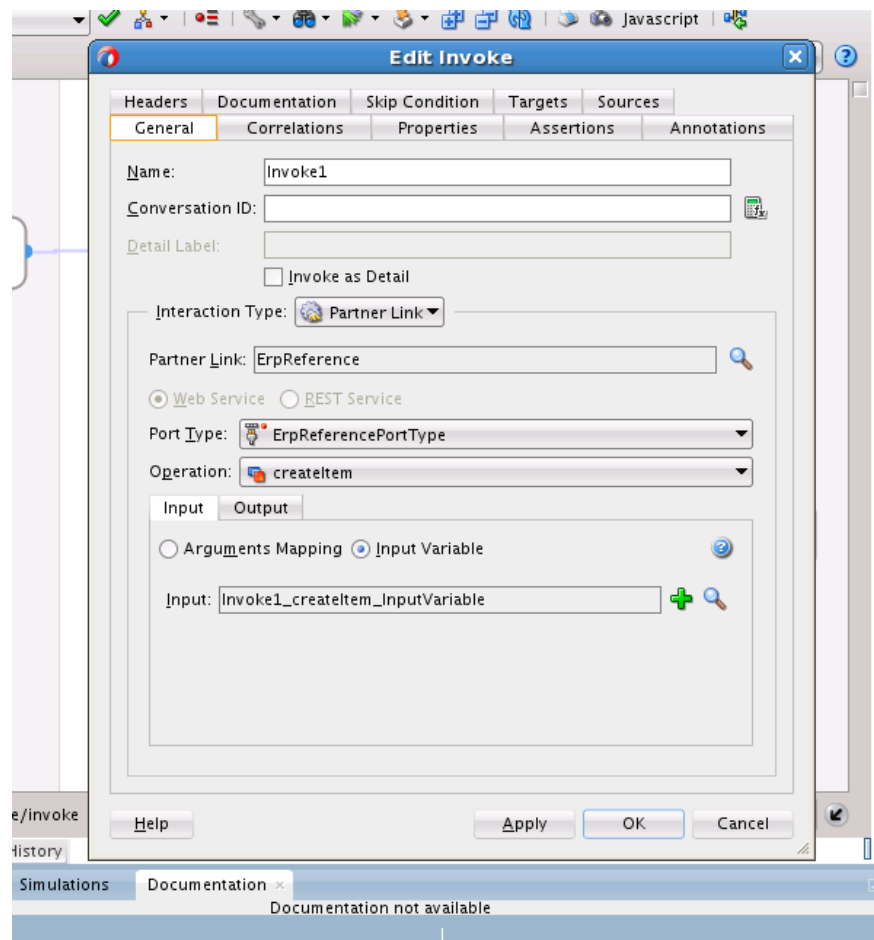 Javascript
Edit Invoke
Headers Documentation Skip Condition Targets Sources
General Correlations Properties Assertions Annotations
Name: Invoke1
Conversation ID:
Detail Label:
Invoke as Detail
Interaction Type: Partner Link
Partner Link: ErpReference
Web Service REST Service
Port Type: ErpReferencePortType
Operation: createItem
Input Output
Arguments Mapping Input Variable
Input: Invoke1_createItem_InputVariable
e/invoke
Help Apply OK Cancel
History
Simulations Documentation
Documentation not available